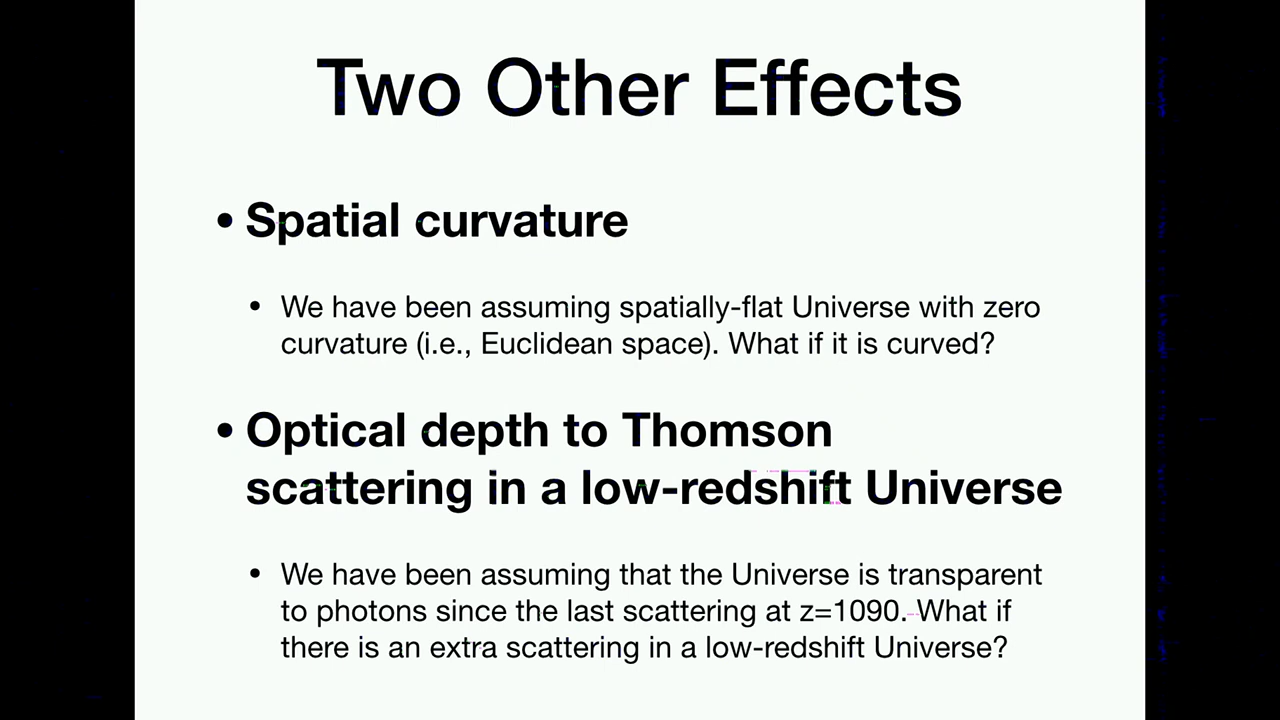 Two Other Effects
• Spatial curvature
• We have been assuming spatially-flat Universe with zero
curvature (i.e., Euclidean space). What if it is curved?
• Optical depth to Thomson
scattering in a low-redshift Universe
• We have been assuming that the Universe is transparent
to photons since the last scattering at z=1090. What if
there is an extra scattering in a low-redshift Universe?